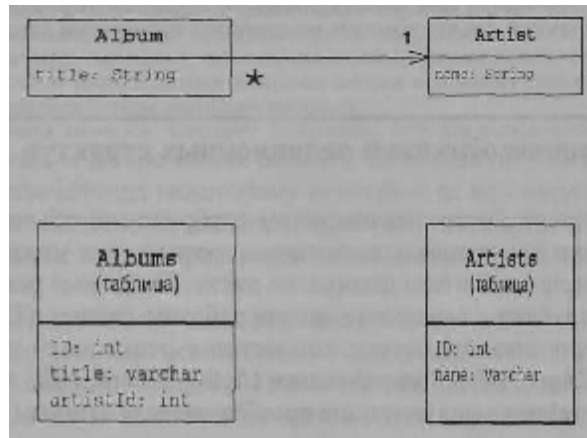 Album
Artist
title: String
*
name: String
Albums
(таблица)
Artists
(таблица)
ID: int
title: varchar
artistId: int
ID: int
name: varchar